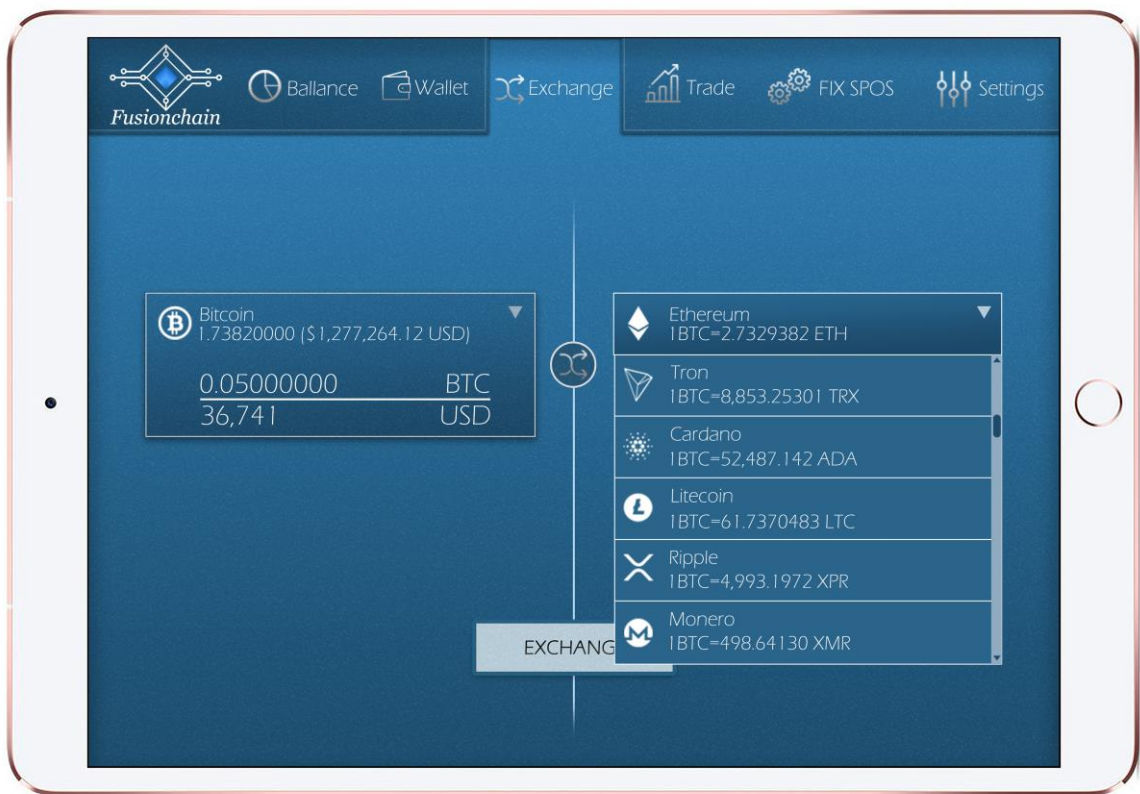 Fusionchain
Ballance
Wallet
Exchange
Trade
FIX SPOS
Settings
Bitcoin
1.73820000 ($1,277,264.12 USD)
0.05000000 BTC
36,741 USD
Ethereum
1BTC=2.7329382 ETH
Tron
1BTC=8,853.25301 TRX
Cardano
1BTC=52,487.142 ADA
Litecoin
1BTC=61.7370483 LTC
Ripple
1BTC=4,993.1972 XPR
Monero
1BTC=498.64130 XMR
EXCHANG